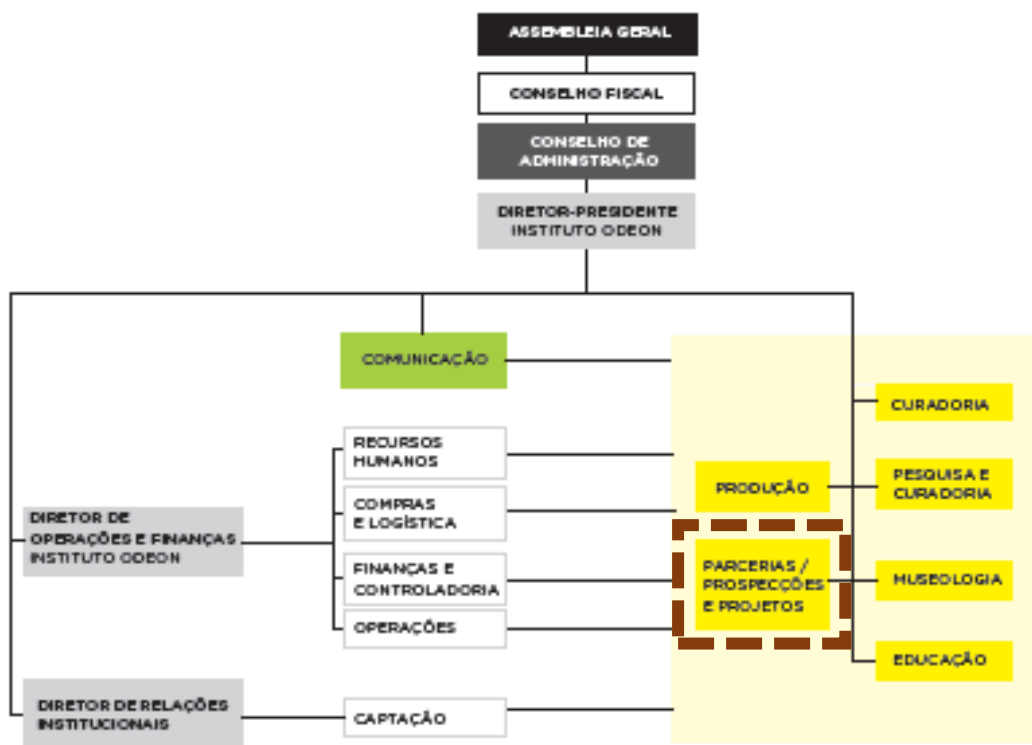 ASSEMBLEIA GERAL
CONSELHO FISCAL
CONSELHO DE
ADMINISTRAÇÃO
DIRETOR-PRESIDENTE
INSTITUTO ODEON
COMUNICAÇÃO
RECURSOS
HUMANOS
COMPRAS
E LOGÍSTICA
DIRETOR DE
OPERAÇÕES E FINANÇAS
INSTITUTO ODEON
FINANÇAS E
CONTROLADORIA
OPERAÇÕES
DIRETOR DE RELAÇÕES
INSTITUCIONAIS
CAPTAÇÃO
PRODUÇÃO
PARCERIAS /
PROSPECÇÕES
E PROJETOS
CURADORIA
PESQUISA E
CURADORIA
MUSEOLOGIA
EDUCAÇÃO